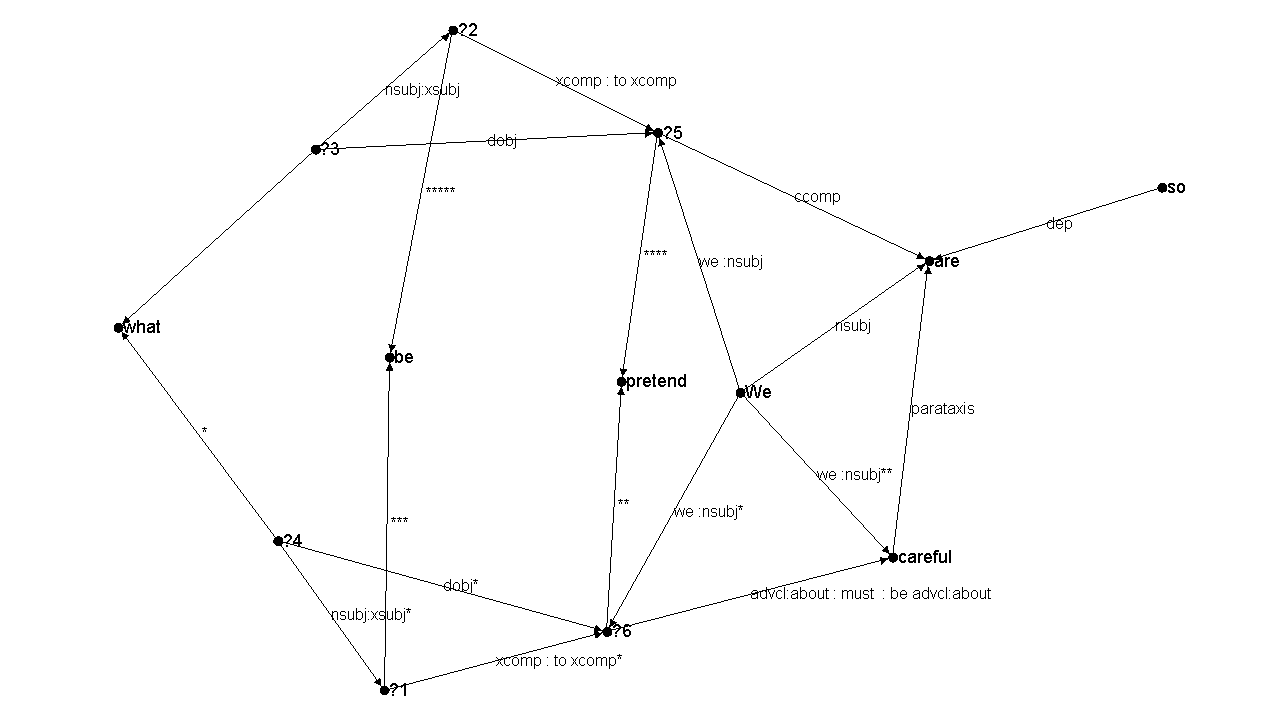 ?2
xcomp : to xcomp
nsubj:xsubj
?5
dobj
?3
*****
so
ccomp
dep
****
we :nsubj
are
nsubj
what
be
pretend
We
parataxis
*
we :nsubj**
**
we :nsubj*
***
?4
careful
dobj*
advcl:about : must : be advcl:about
nsubj:xsubj*
?6
xcomp : to xcomp*
?1